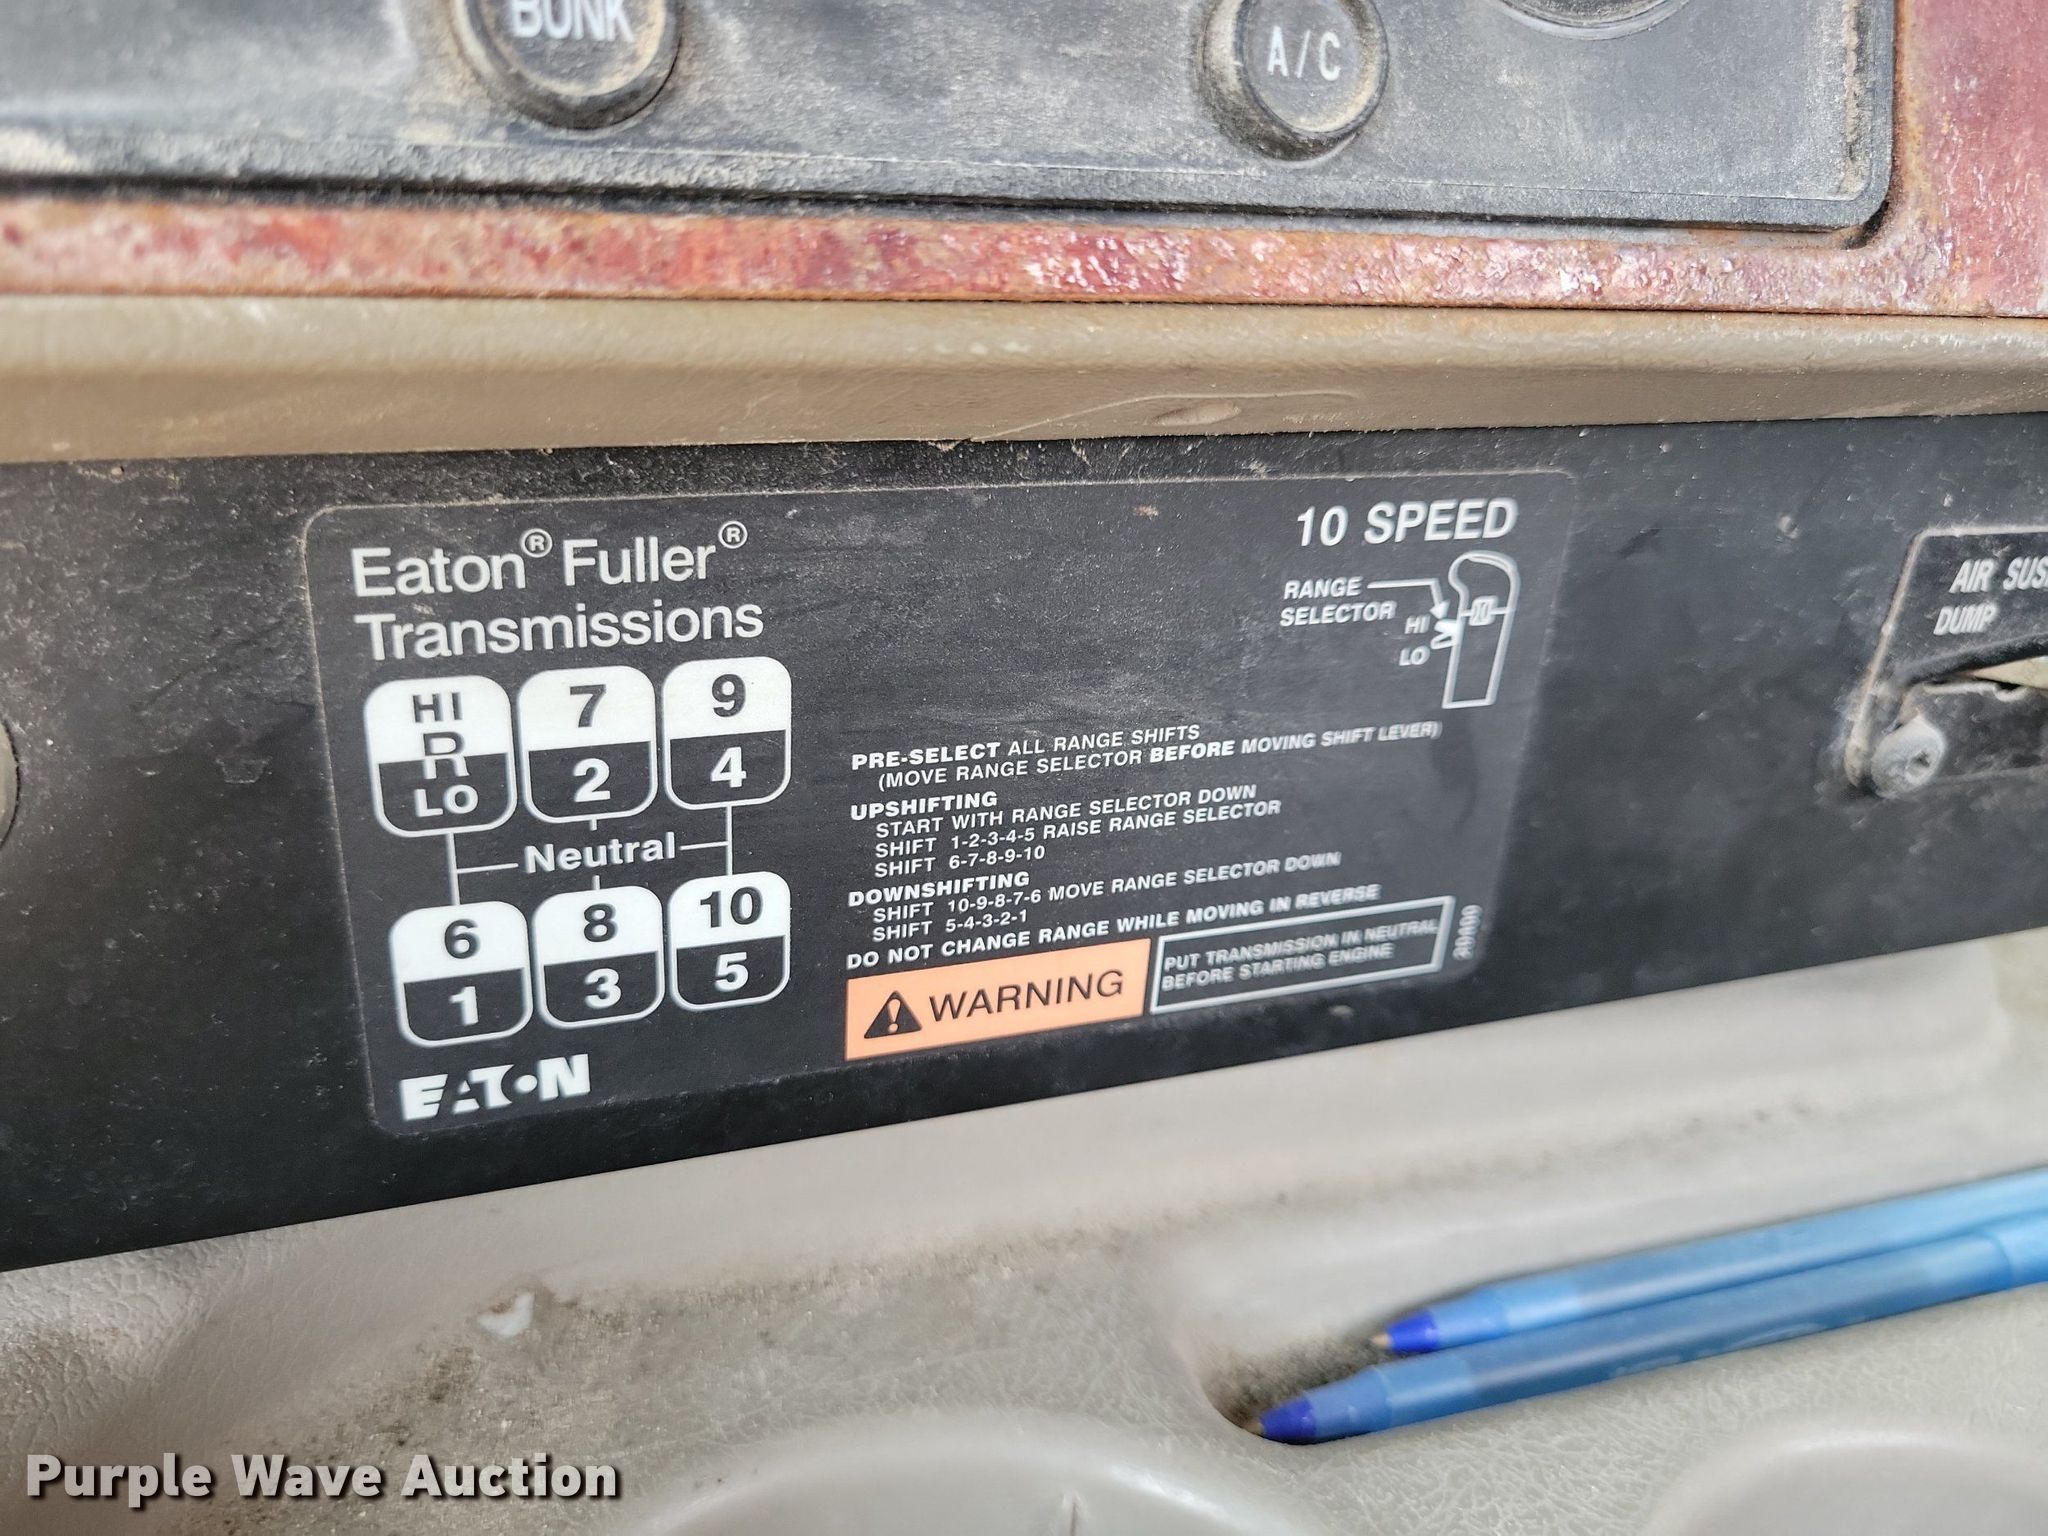 BUNK
A/C
Eaton® Fuller®
Transmissions
10 SPEED
RANGE
SELECTOR
HI
LO
10
HI
R
LO
7
2
9
4
Neutral
6
1
8
3
10
5
EATON
PRE-SELECT ALL RANGE SHIFTS
(MOVE RANGE SELECTOR BEFORE MOVING SHIFT LEVER)
UPSHIFTING
START WITH RANGE SELECTOR DOWN
SHIFT 1-2-3-4-5 RAISE RANGE SELECTOR
SHIFT 6-7-8-9-10
DOWNSHIFTING
SHIFT 10-9-8-7-6 MOVE RANGE SELECTOR DOWN
SHIFT 5-4-3-2-1
DO NOT CHANGE RANGE WHILE MOVING IN REVERSE
WARNING
PUT TRANSMISSION IN NEUTRAL
BEFORE STARTING ENGINE
AIR SUS
DUMP
Purple Wave Auction